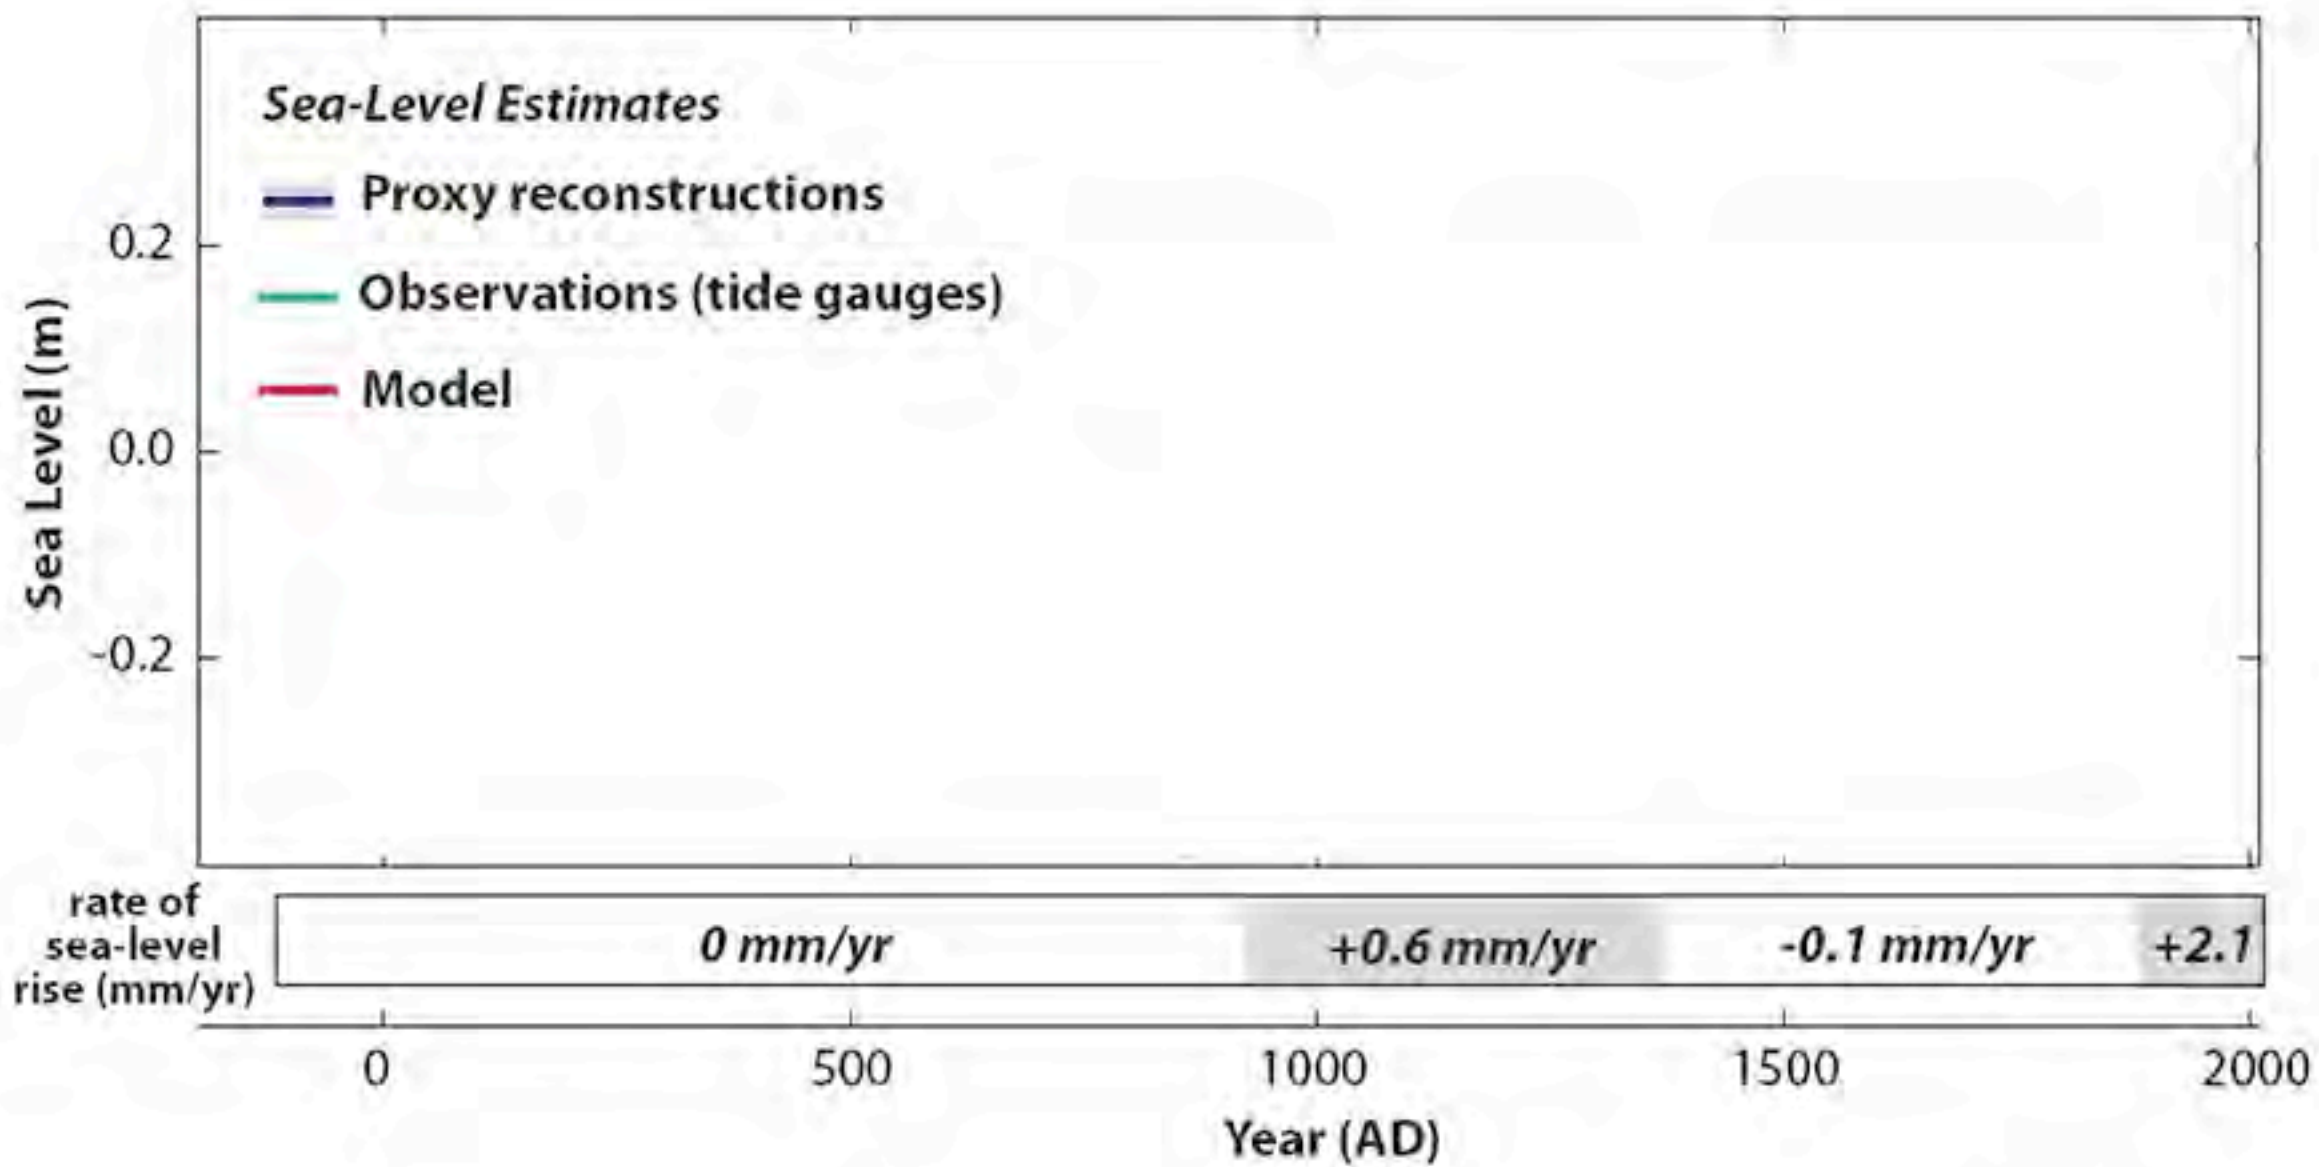 Sea-Level Estimates
Proxy reconstructions
Observations (tide gauges)
Model
Sea Level (m)
0.2
0.0
-0.2
rate of
sea-level
rise (mm/yr)
0 mm/yr
+0.6 mm/yr
-0.1 mm/yr
+2.1
0
500
1000
1500
2000
Year (AD)